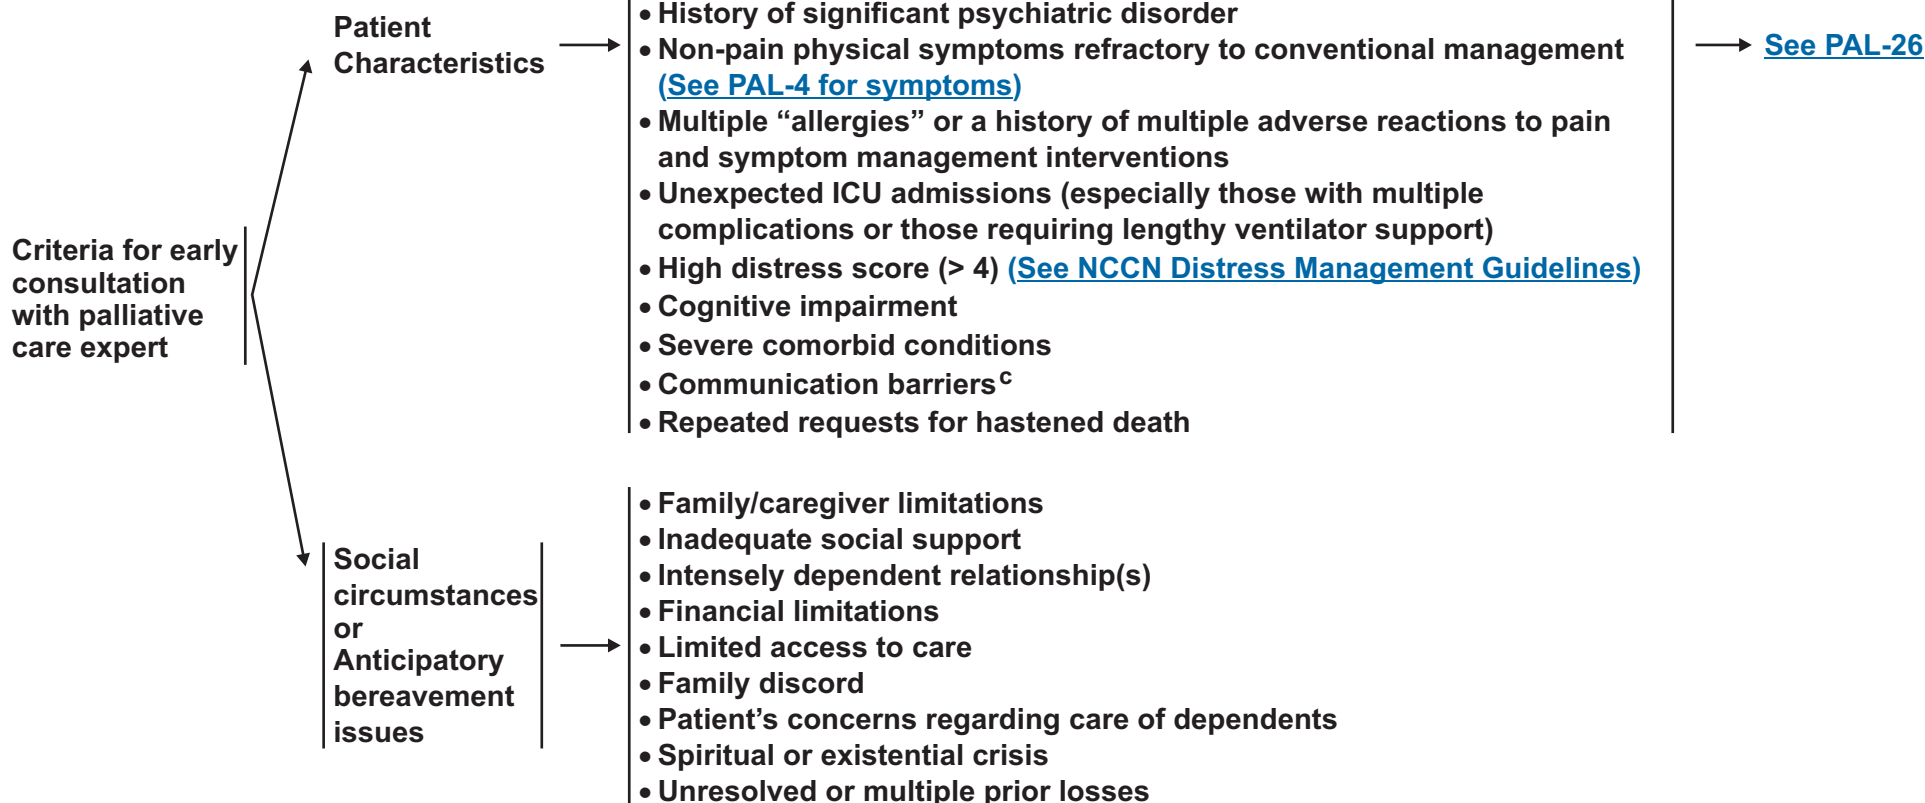 Criteria for early
consultation
with palliative
care expert
Patient
Characteristics
• History of significant psychiatric disorder
• Non-pain physical symptoms refractory to conventional management
(See PAL-4 for symptoms)
• Multiple “allergies” or a history of multiple adverse reactions to pain
and symptom management interventions
• Unexpected ICU admissions (especially those with multiple
complications or those requiring lengthy ventilator support)
• High distress score (> 4) (See NCCN Distress Management Guidelines)
• Cognitive impairment
• Severe comorbid conditions
• Communication barriers c
• Repeated requests for hastened death
See PAL-26
Social
circumstances
or
Anticipatory
bereavement
issues
• Family/caregiver limitations
• Inadequate social support
• Intensely dependent relationship(s)
• Financial limitations
• Limited access to care
• Family discord
• Patient’s concerns regarding care of dependents
• Spiritual or existential crisis
• Unresolved or multiple prior losses